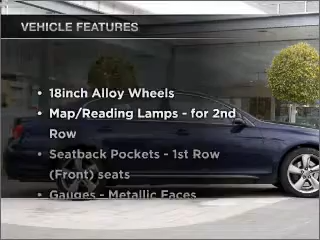 VEHICLE FEATURES
• 18inch Alloy Wheels
• Map/Reading Lamps - for 2nd
Row
• Seatback Pockets - 1st Row
(Front) seats
• Gauges - Metallic Faces